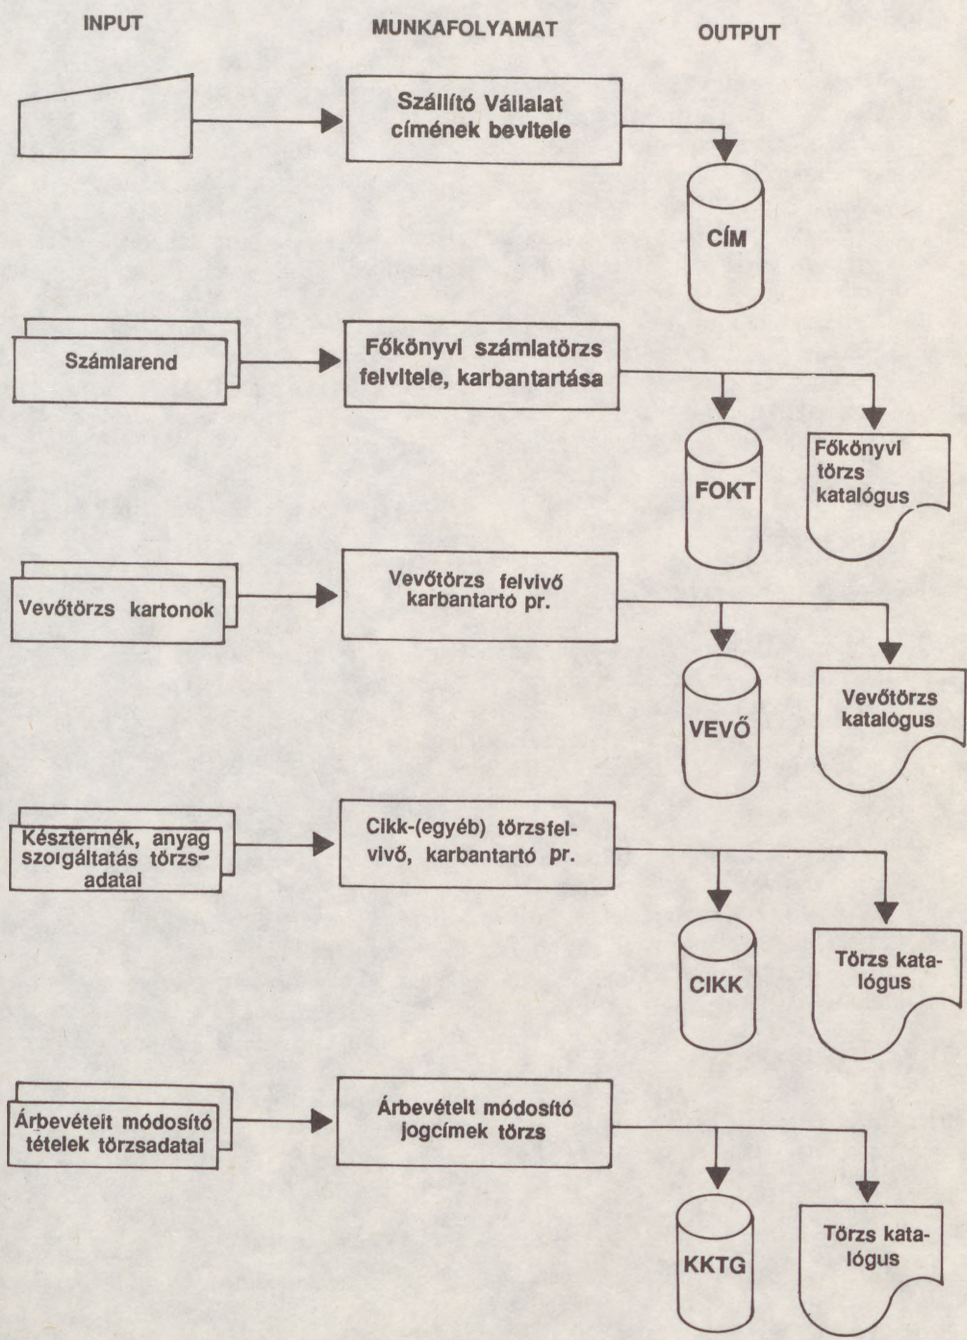 INPUT MUNKAFOLYAMAT OUTPUT
Szállító Vállalat
címének bevitele
CÍM
Számlarend
Főkönyvi számlatörzs
felvitele, karbantartása
FOKT
Főkönyvi
törzs
katalógus
Vevőtörzs kartonok
Vevőtörzs felvivő
karbantartó pr.
VEVŐ
Vevőtörzs
katalógus
Késztermék, anyag
szolgáltatás törzs-
adatai
Cikk-(egyéb) törzsfel-
vivő, karbantartó pr.
CIKK
Törzs kata-
lógus
Árbevételt módosító
tételek törzsadatai
Árbevételt módosító
jogcímek törzs
KKTG
Törzs kata-
lógus